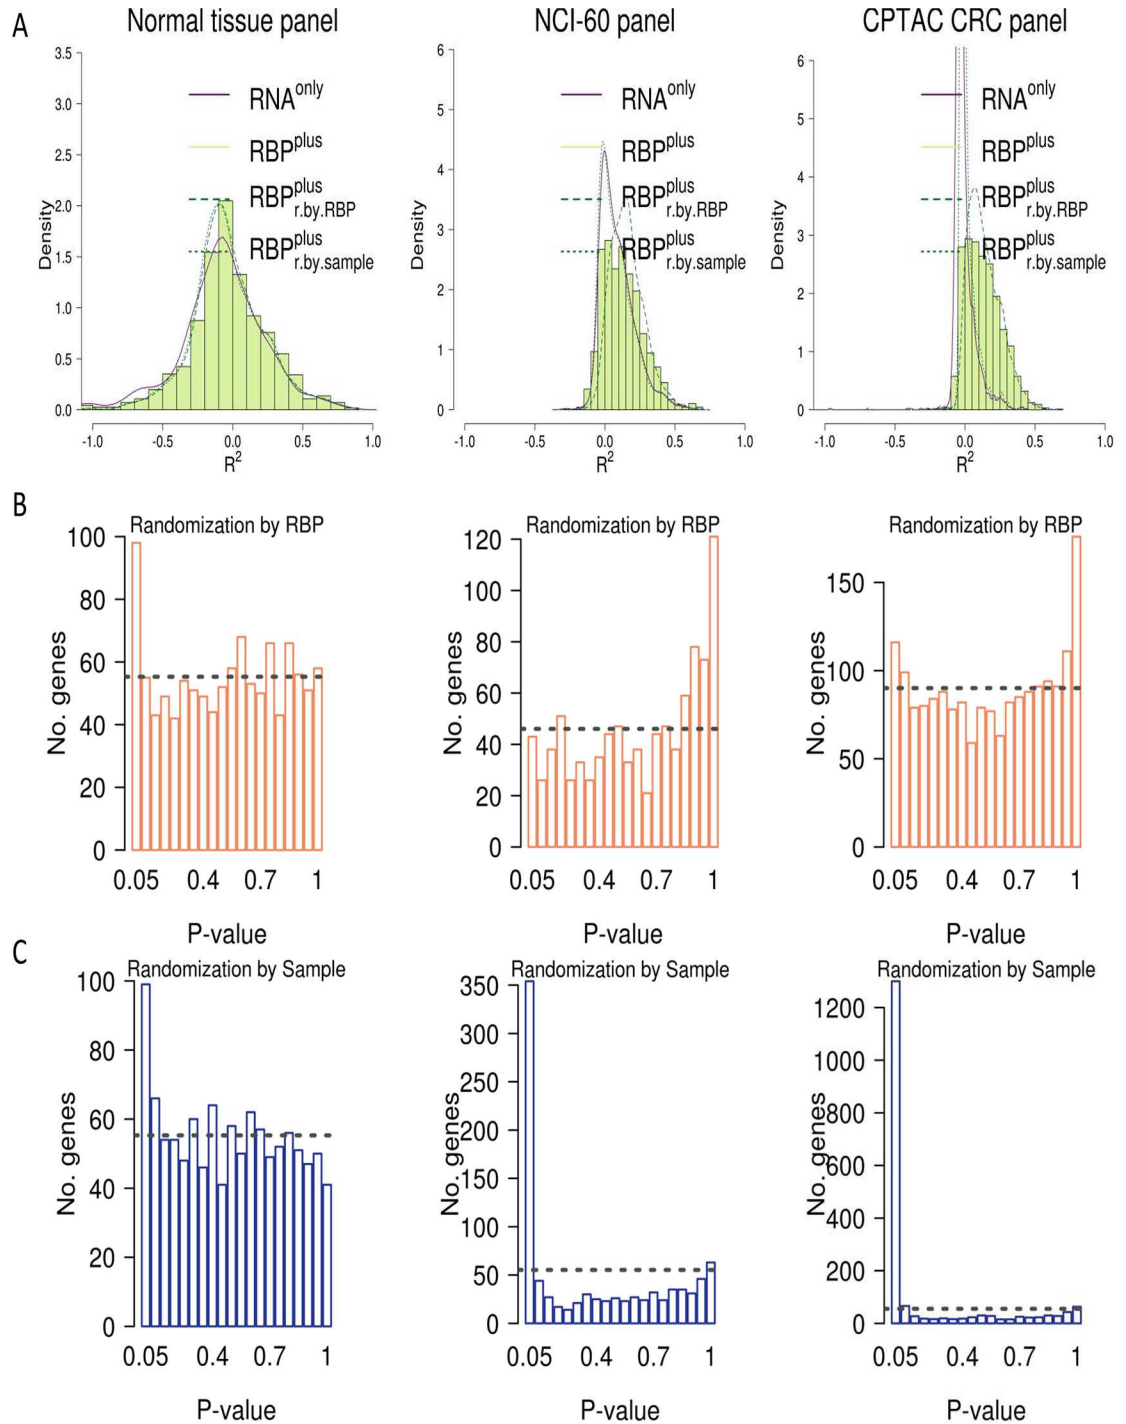 A
Normal tissue panel
NCI-60 panel
CPTAC CRC panel
3.5
3.0
2.5
2.0
1.5
1.0
0.5
0.0
Density
RNA^only
RBP^plus
RBP^plus_r.by.RBP
RBP^plus_r.by.sample
-1.0 -0.5 0.0 0.5 1.0
R²
6
5
4
3
2
1
0
Density
RNA^only
RBP^plus
RBP^plus_r.by.RBP
RBP^plus_r.by.sample
-1.0 -0.5 0.0 0.5 1.0
R²
6
5
4
3
2
1
0
Density
RNA^only
RBP^plus
RBP^plus_r.by.RBP
RBP^plus_r.by.sample
-1.0 -0.5 0.0 0.5 1.0
R²
B
Randomization by RBP
100
80
60
40
20
0
No. genes
0.05 0.4 0.7 1
P-value
Randomization by RBP
120
100
80
60
40
20
0
No. genes
0.05 0.4 0.7 1
P-value
Randomization by RBP
150
100
50
0
No. genes
0.05 0.4 0.7 1
P-value
C
Randomization by Sample
100
80
60
40
20
0
No. genes
0.05 0.4 0.7 1
P-value
Randomization by Sample
350
300
250
200
150
100
50
0
No. genes
0.05 0.4 0.7 1
P-value
Randomization by Sample
1200
1000
800
600
400
200
0
No. genes
0.05 0.4 0.7 1
P-value